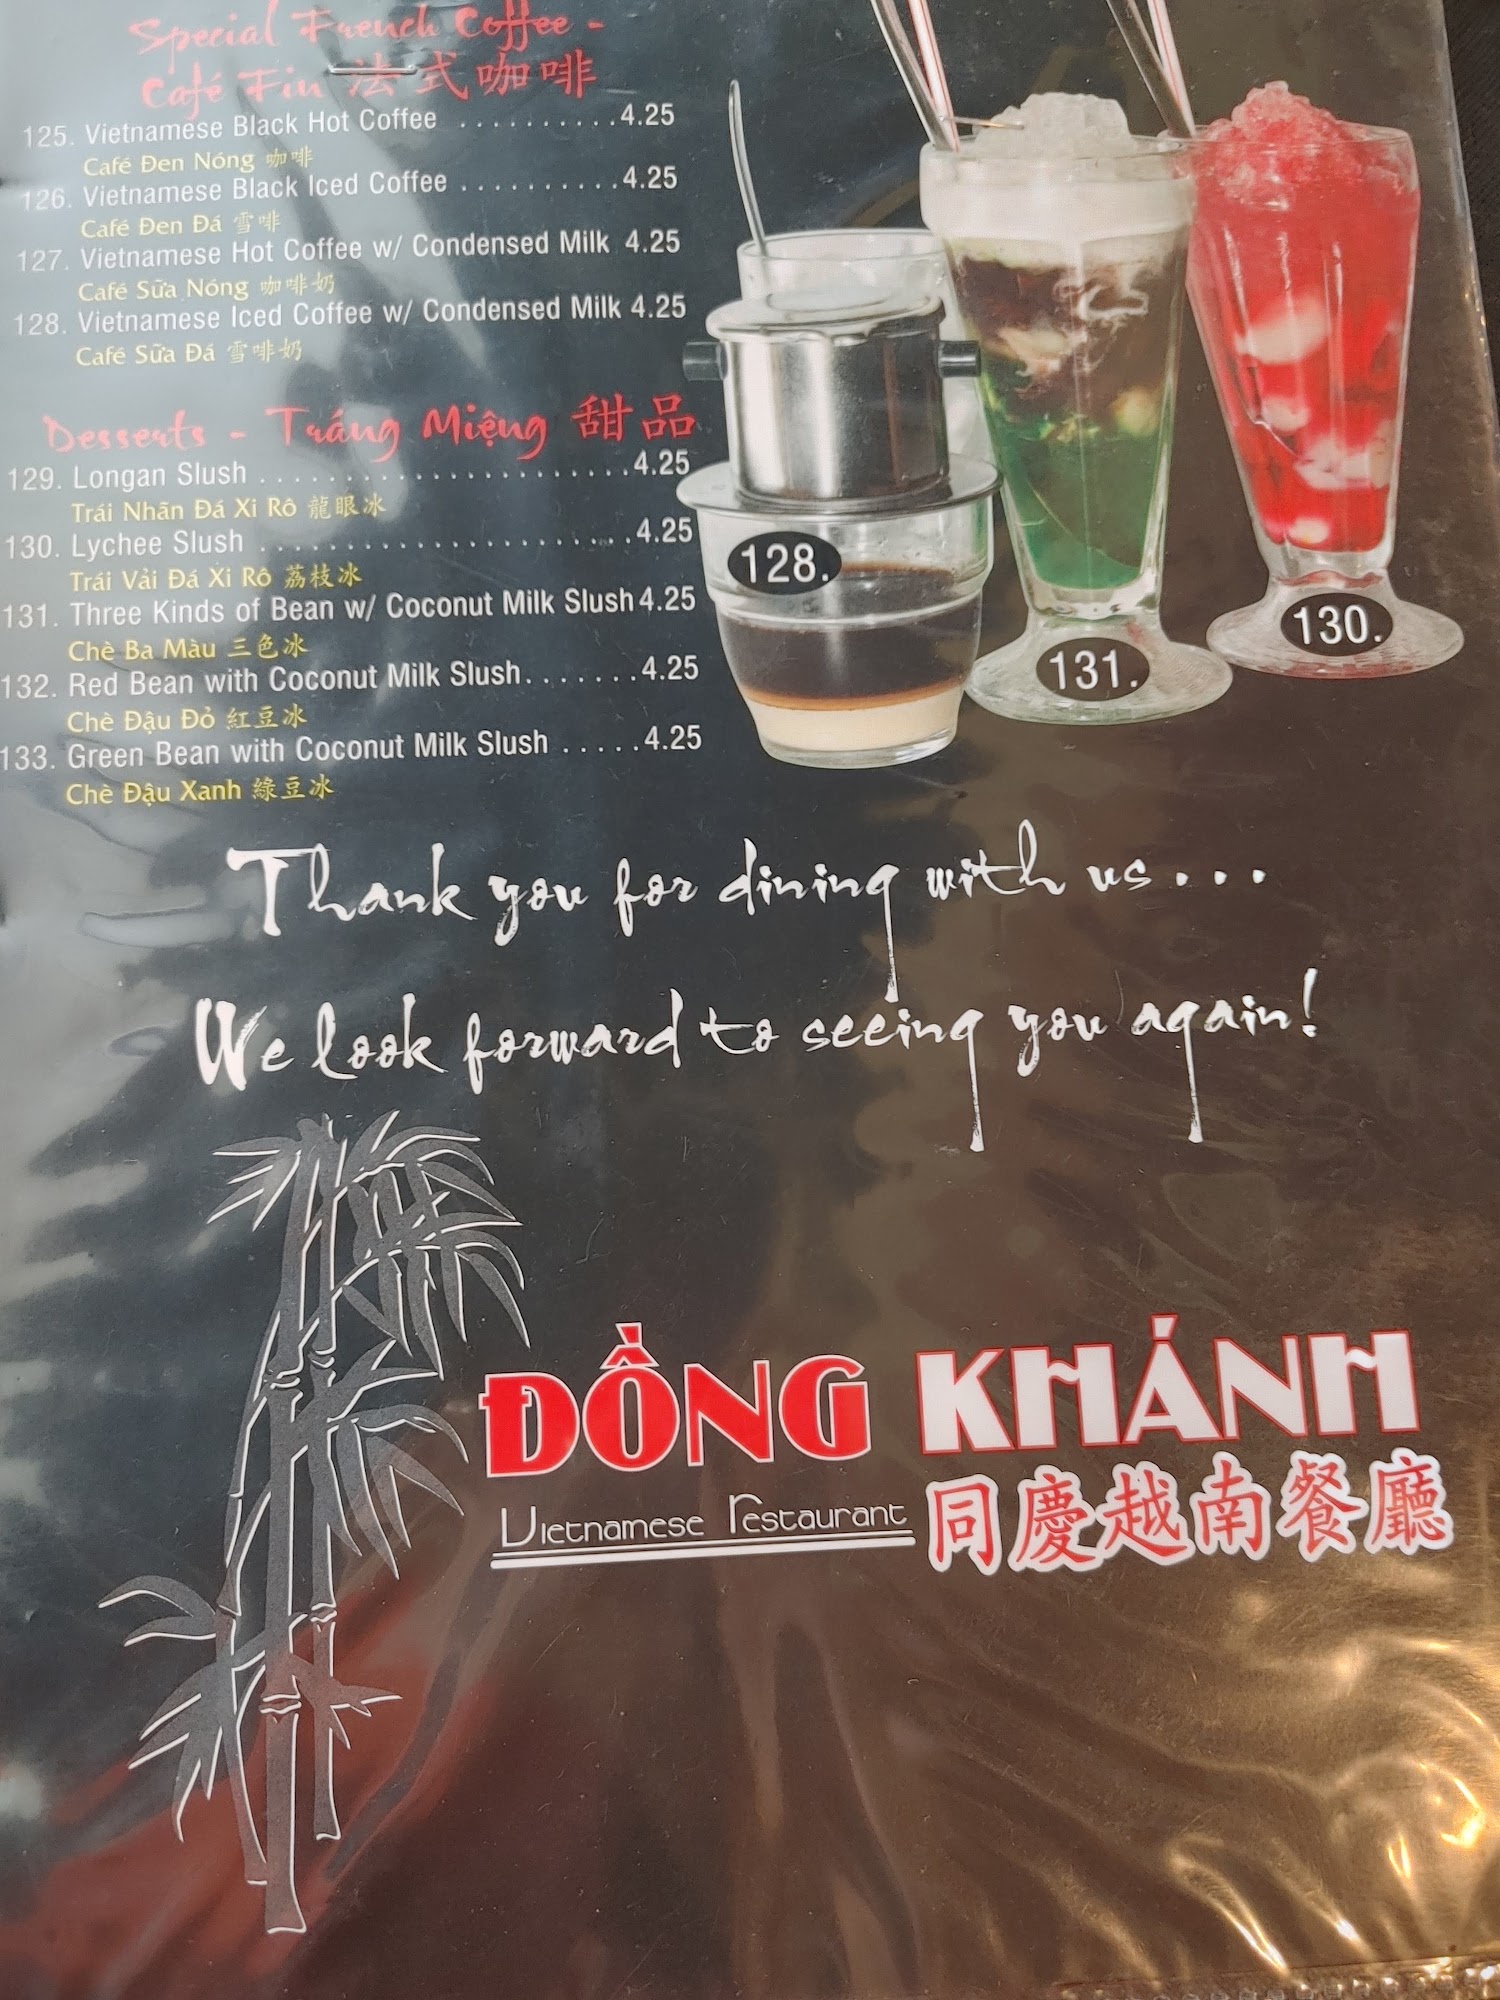 Special French Coffee -
Café Fin 法式咖啡
125. Vietnamese Black Hot Coffee ..........4.25
Café Đen Nóng 咖啡
126. Vietnamese Black Iced Coffee ..........4.25
Café Đen Đá 雪啡
127. Vietnamese Hot Coffee w/ Condensed Milk 4.25
Café Sữa Nóng 咖啡奶
128. Vietnamese Iced Coffee w/ Condensed Milk 4.25
Café Sữa Đá 雪啡奶
Desserts - Tráng Miệng 甜品
129. Longan Slush ........................4.25
Trái Nhãn Đá Xi Rô 龍眼冰
130. Lychee Slush ........................4.25
Trái Vải Đá Xi Rô 荔枝冰
131. Three Kinds of Bean w/ Coconut Milk Slush 4.25
Chè Ba Màu 三色冰
132. Red Bean with Coconut Milk Slush.......4.25
Chè Đậu Đỏ 紅豆冰
133. Green Bean with Coconut Milk Slush .....4.25
Chè Đậu Xanh 綠豆冰
128.
131.
130.
Thank you for dining with us...
We look forward to seeing you again!
ĐỒNG KHÁNH
Vietnamese restaurant 同慶越南餐廳